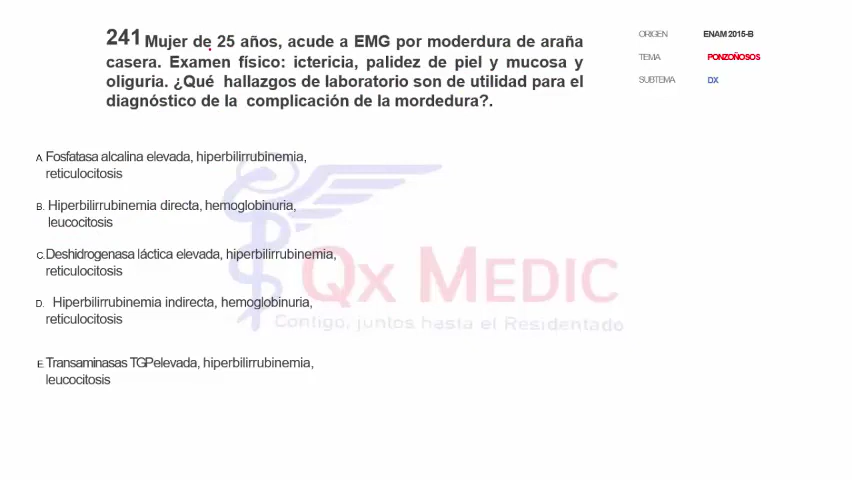 241 Mujer de 25 años, acude a EMG por moderdura de araña
casera. Examen físico: ictericia, palidez de piel y mucosa y
oliguria. ¿Qué hallazgos de laboratorio son de utilidad para el
diagnóstico de la complicación de la mordedura?.
ORIGEN ENAM 2015-B
TEMA PONZOÑOSOS
SUBTEMA DX
A. Fosfatasa alcalina elevada, hiperbilirrubinemia,
reticulocitosis
B. Hiperbilirrubinemia directa, hemoglobinuria,
leucocitosis
C. Deshidrogenasa láctica elevada, hiperbilirrubinemia,
reticulocitosis
D. Hiperbilirrubinemia indirecta, hemoglobinuria,
reticulocitosis
E. Transaminasas TGP elevada, hiperbilirrubinemia,
leucocitosis
Qx MEDIC
Contigo, juntos hasta el Residentado